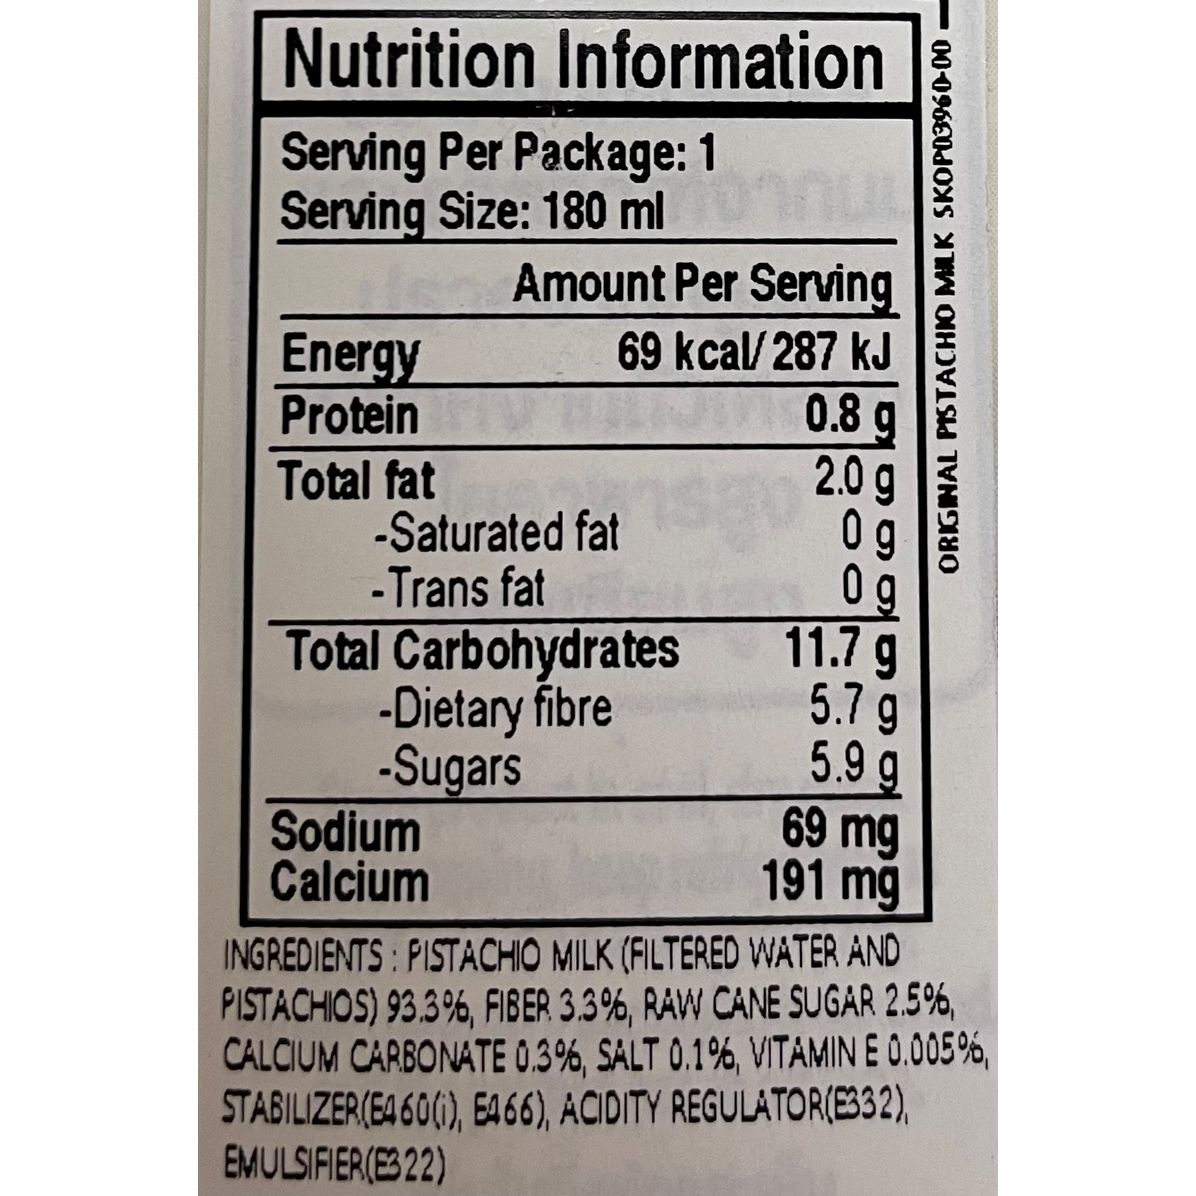 Nutrition Information
Serving Per Package: 1
Serving Size: 180 ml
Amount Per Serving
Energy 69 kcal/ 287 kJ
Protein 0.8 g
Total fat 2.0 g
-Saturated fat 0 g
-Trans fat 0 g
Total Carbohydrates 11.7 g
-Dietary fibre 5.7 g
-Sugars 5.9 g
Sodium 69 mg
Calcium 191 mg
INGREDIENTS : PISTACHIO MILK (FILTERED WATER AND
PISTACHIOS) 93.3%, FIBER 3.3%, RAW CANE SUGAR 2.5%,
CALCIUM CARBONATE 0.3%, SALT 0.1%, VITAMIN E 0.005%,
STABILIZER(E460(i), E466), ACIDITY REGULATOR(E332),
EMULSIFIER(E322)
ORIGINAL PISTACHIO MILK SKOP03960-00